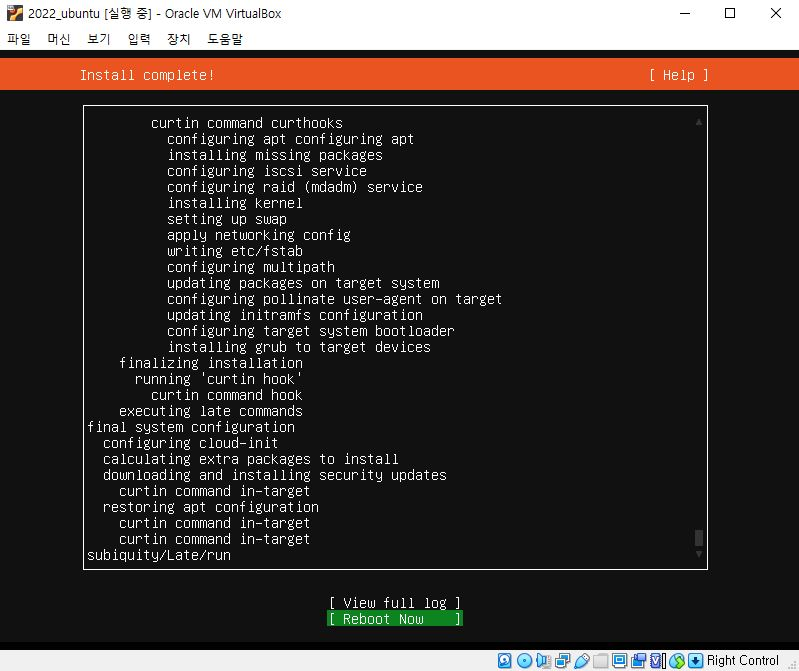 2022_ubuntu [실행 중] - Oracle VM VirtualBox
파일 머신 보기 입력 장치 도움말
Install complete! [ Help ]
curtin command curthooks
configuring apt configuring apt
installing missing packages
configuring iscsi service
configuring raid (mdadm) service
installing kernel
setting up swap
apply networking config
writing etc/fstab
configuring multipath
updating packages on target system
configuring pollinate user-agent on target
updating initramfs configuration
configuring target system bootloader
installing grub to target devices
finalizing installation
running 'curtin hook'
curtin command hook
executing late commands
final system configuration
configuring cloud-init
calculating extra packages to install
downloading and installing security updates
curtin command in-target
restoring apt configuration
curtin command in-target
curtin command in-target
subiquity/Late/run
[ View full log ]
[ Reboot Now ]
Right Control